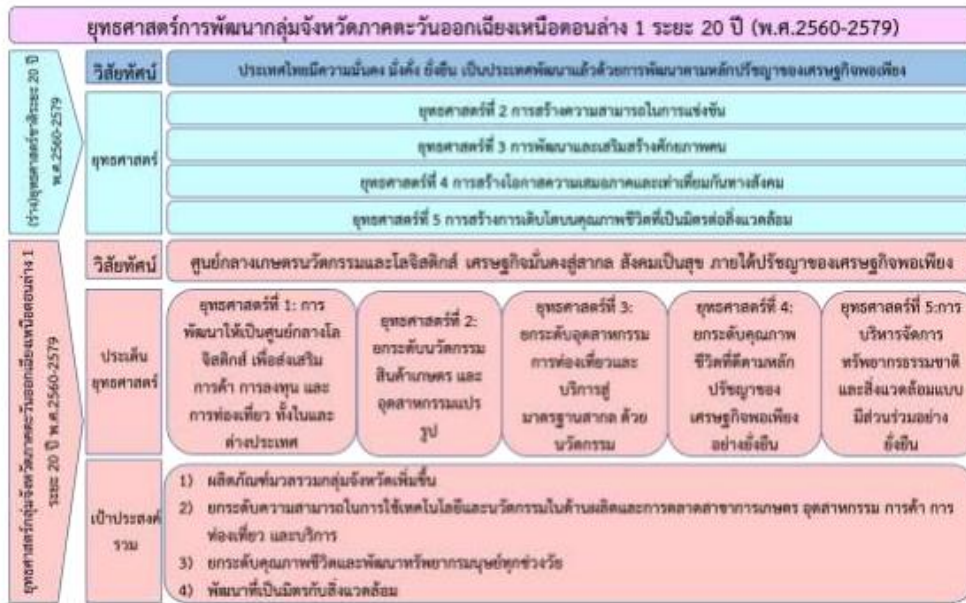 ยุทธศาสตร์การพัฒนากลุ่มจังหวัดภาคตะวันออกเฉียงเหนือตอนล่าง 1 ระยะ 20 ปี (พ.ศ.2560-2579)
(ร่าง)ยุทธศาสตร์ชาติระยะ 20 ปี
พ.ศ.2560-2579
วิสัยทัศน์
ประเทศไทยมีความมั่นคง มั่งคั่ง ยั่งยืน เป็นประเทศพัฒนาแล้วด้วยการพัฒนาตามหลักปรัชญาของเศรษฐกิจพอเพียง
ยุทธศาสตร์
ยุทธศาสตร์ที่ 2 การสร้างความสามารถในการแข่งขัน
ยุทธศาสตร์ที่ 3 การพัฒนาและเสริมสร้างศักยภาพคน
ยุทธศาสตร์ที่ 4 การสร้างโอกาสความเสมอภาคและเท่าเทียมกันทางสังคม
ยุทธศาสตร์ที่ 5 การสร้างการเติบโตบนคุณภาพชีวิตที่เป็นมิตรต่อสิ่งแวดล้อม
ยุทธศาสตร์กลุ่มจังหวัดภาคตะวันออกเฉียงเหนือตอนล่าง 1
ระยะ 20 ปี พ.ศ.2560-2579
วิสัยทัศน์
ศูนย์กลางเกษตรนวัตกรรมและโลจิสติกส์ เศรษฐกิจมั่นคงสู่สากล สังคมเป็นสุข ภายใต้ปรัชญาของเศรษฐกิจพอเพียง
ประเด็น
ยุทธศาสตร์
ยุทธศาสตร์ที่ 1: การ
พัฒนาให้เป็นศูนย์กลางโล
จิสติกส์ เพื่อส่งเสริม
การค้า การลงทุน และ
การท่องเที่ยว ทั้งในและ
ต่างประเทศ
ยุทธศาสตร์ที่ 2:
ยกระดับนวัตกรรม
สินค้าเกษตร และ
อุตสาหกรรมแปร
รูป
ยุทธศาสตร์ที่ 3:
ยกระดับอุตสาหกรรม
การท่องเที่ยวและ
บริการสู่
มาตรฐานสากล ด้วย
นวัตกรรม
ยุทธศาสตร์ที่ 4:
ยกระดับคุณภาพ
ชีวิตที่ดีตามหลัก
ปรัชญาของ
เศรษฐกิจพอเพียง
อย่างยั่งยืน
ยุทธศาสตร์ที่ 5:การ
บริหารจัดการ
ทรัพยากรธรรมชาติ
และสิ่งแวดล้อมแบบ
มีส่วนร่วมอย่าง
ยั่งยืน
เป้าประสงค์
รวม
1) ผลิตภัณฑ์มวลรวมกลุ่มจังหวัดเพิ่มขึ้น
2) ยกระดับความสามารถในการใช้เทคโนโลยีและนวัตกรรมในด้านผลิตและการตลาดสาขาการเกษตร อุตสาหกรรม การค้า การ
ท่องเที่ยว และบริการ
3) ยกระดับคุณภาพชีวิตและพัฒนาทรัพยากรมนุษย์ทุกช่วงวัย
4) พัฒนาที่เป็นมิตรกับสิ่งแวดล้อม